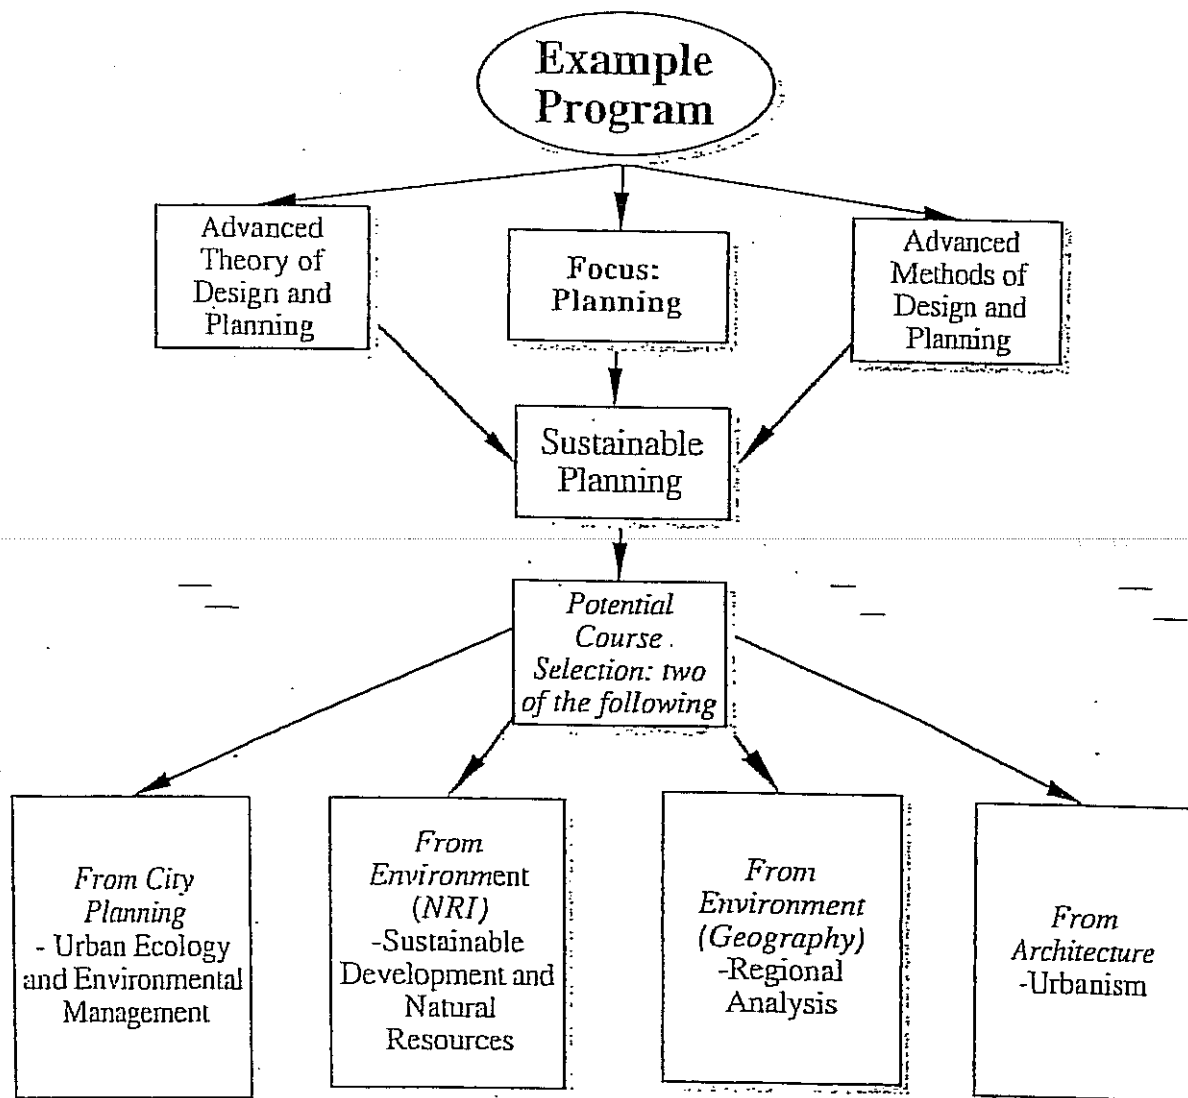 Example
Program
Advanced
Theory of
Design and
Planning
Focus:
Planning
Advanced
Methods of
Design and
Planning
Sustainable
Planning
Potential
Course
Selection: two
of the following
From City
Planning
- Urban Ecology
and Environmental
Management
From
Environment
(NRI)
-Sustainable
Development and
Natural
Resources
From
Environment
(Geography)
-Regional
Analysis
From
Architecture
-Urbanism